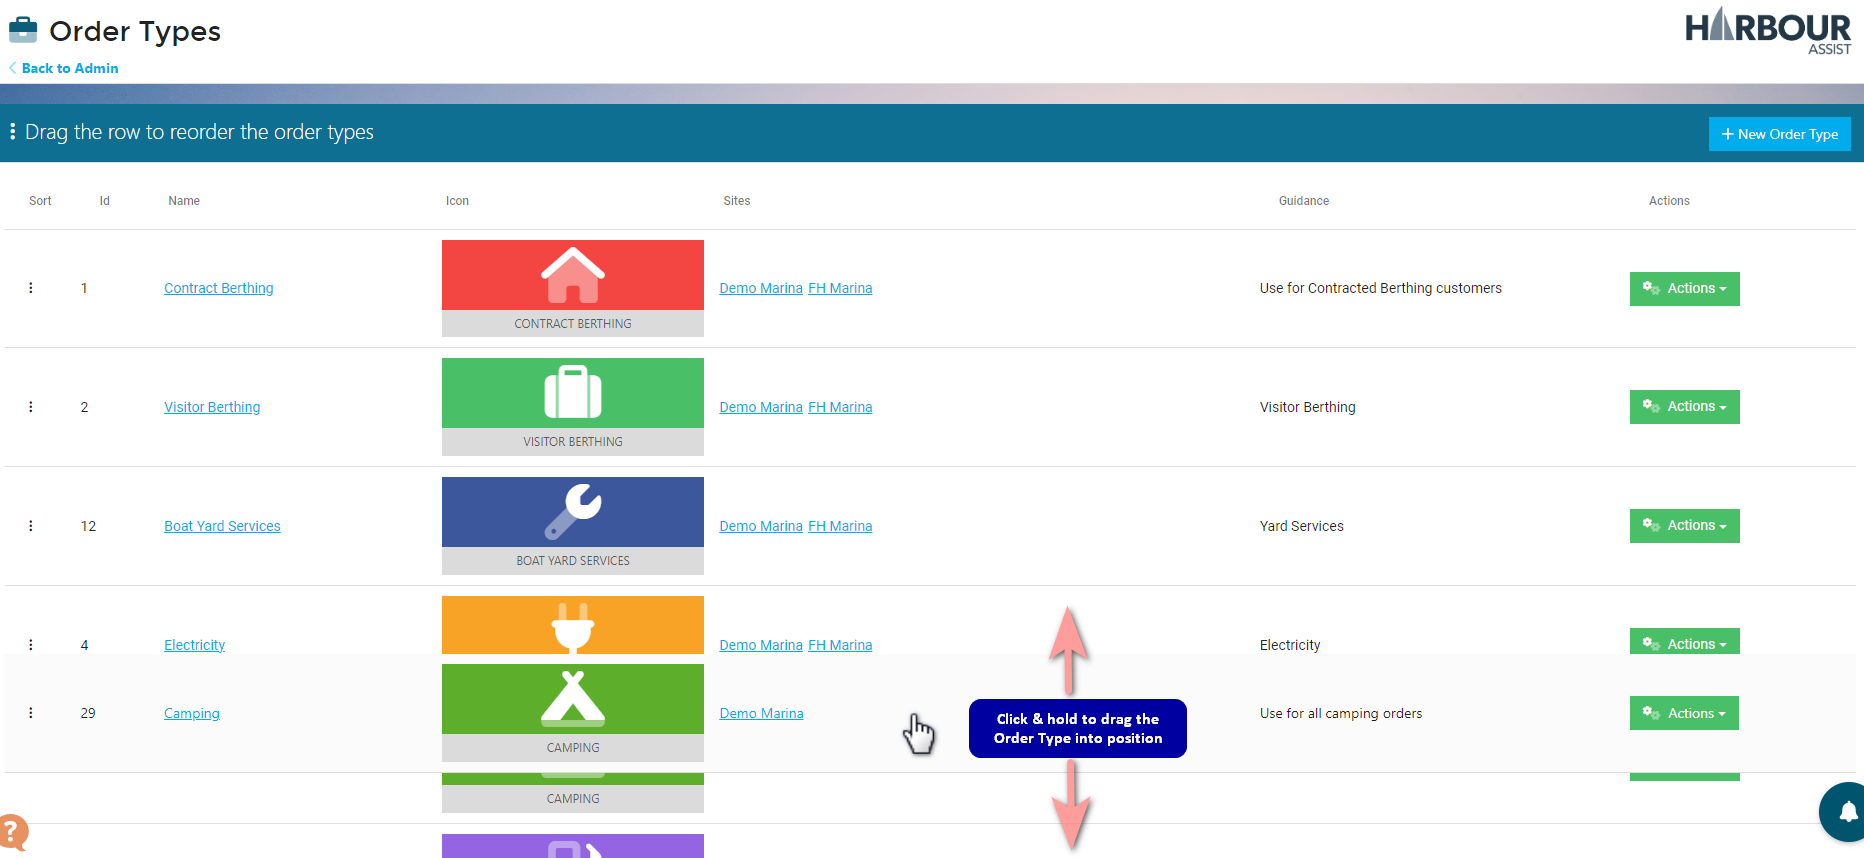 Order Types
HARBOUR
ASSIST
Back to Admin
Drag the row to reorder the order types
+ New Order Type
Sort Id Name Icon Sites Guidance Actions
1 Contract Berthing Demo Marina FH Marina Use for Contracted Berthing customers Actions
CONTRACT BERTHING
2 Visitor Berthing Demo Marina FH Marina Visitor Berthing Actions
VISITOR BERTHING
12 Boat Yard Services Demo Marina FH Marina Yard Services Actions
BOAT YARD SERVICES
4 Electricity Demo Marina FH Marina Electricity Actions
29 Camping Demo Marina Use for all camping orders Actions
CAMPING
Click & hold to drag the
Order Type into position
CAMPING
?